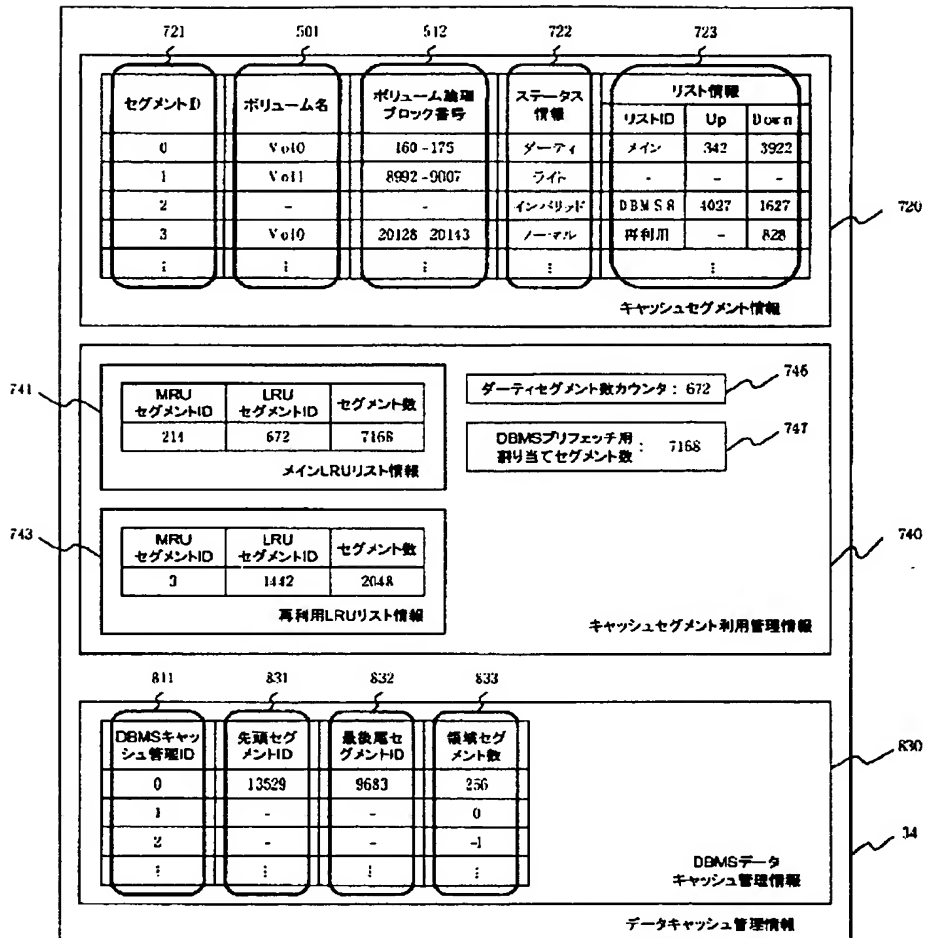 721 501 512 722 723
セグメントID ボリューム名 ボリューム論理ブロック番号 ステータス情報 リスト情報
リストID Up Down
0 Vol0 160-175 ダーティ メイン 342 3922
1 Vol1 8992-9007 ライト - - -
2 - - インバリッド DBMS8 4027 1627
3 Vol0 20128-20143 ノーマル 再利用 - 828
⋮ ⋮ ⋮ ⋮ ⋮
キャッシュセグメント情報
720
741
MRUセグメントID LRUセグメントID セグメント数
214 672 7168
メインLRUリスト情報
ダーティセグメント数カウンタ：672
746
DBMSプリフェッチ用割り当てセグメント数：7168
747
743
MRUセグメントID LRUセグメントID セグメント数
3 1442 2048
再利用LRUリスト情報
キャッシュセグメント利用管理情報
740
811 831 832 833
DBMSキャッシュ管理ID 先頭セグメントID 最後尾セグメントID 領域セグメント数
0 13529 9683 256
1 - - 0
2 - - -1
⋮ ⋮ ⋮ ⋮
DBMSデータ
キャッシュ管理情報
830
34
データキャッシュ管理情報